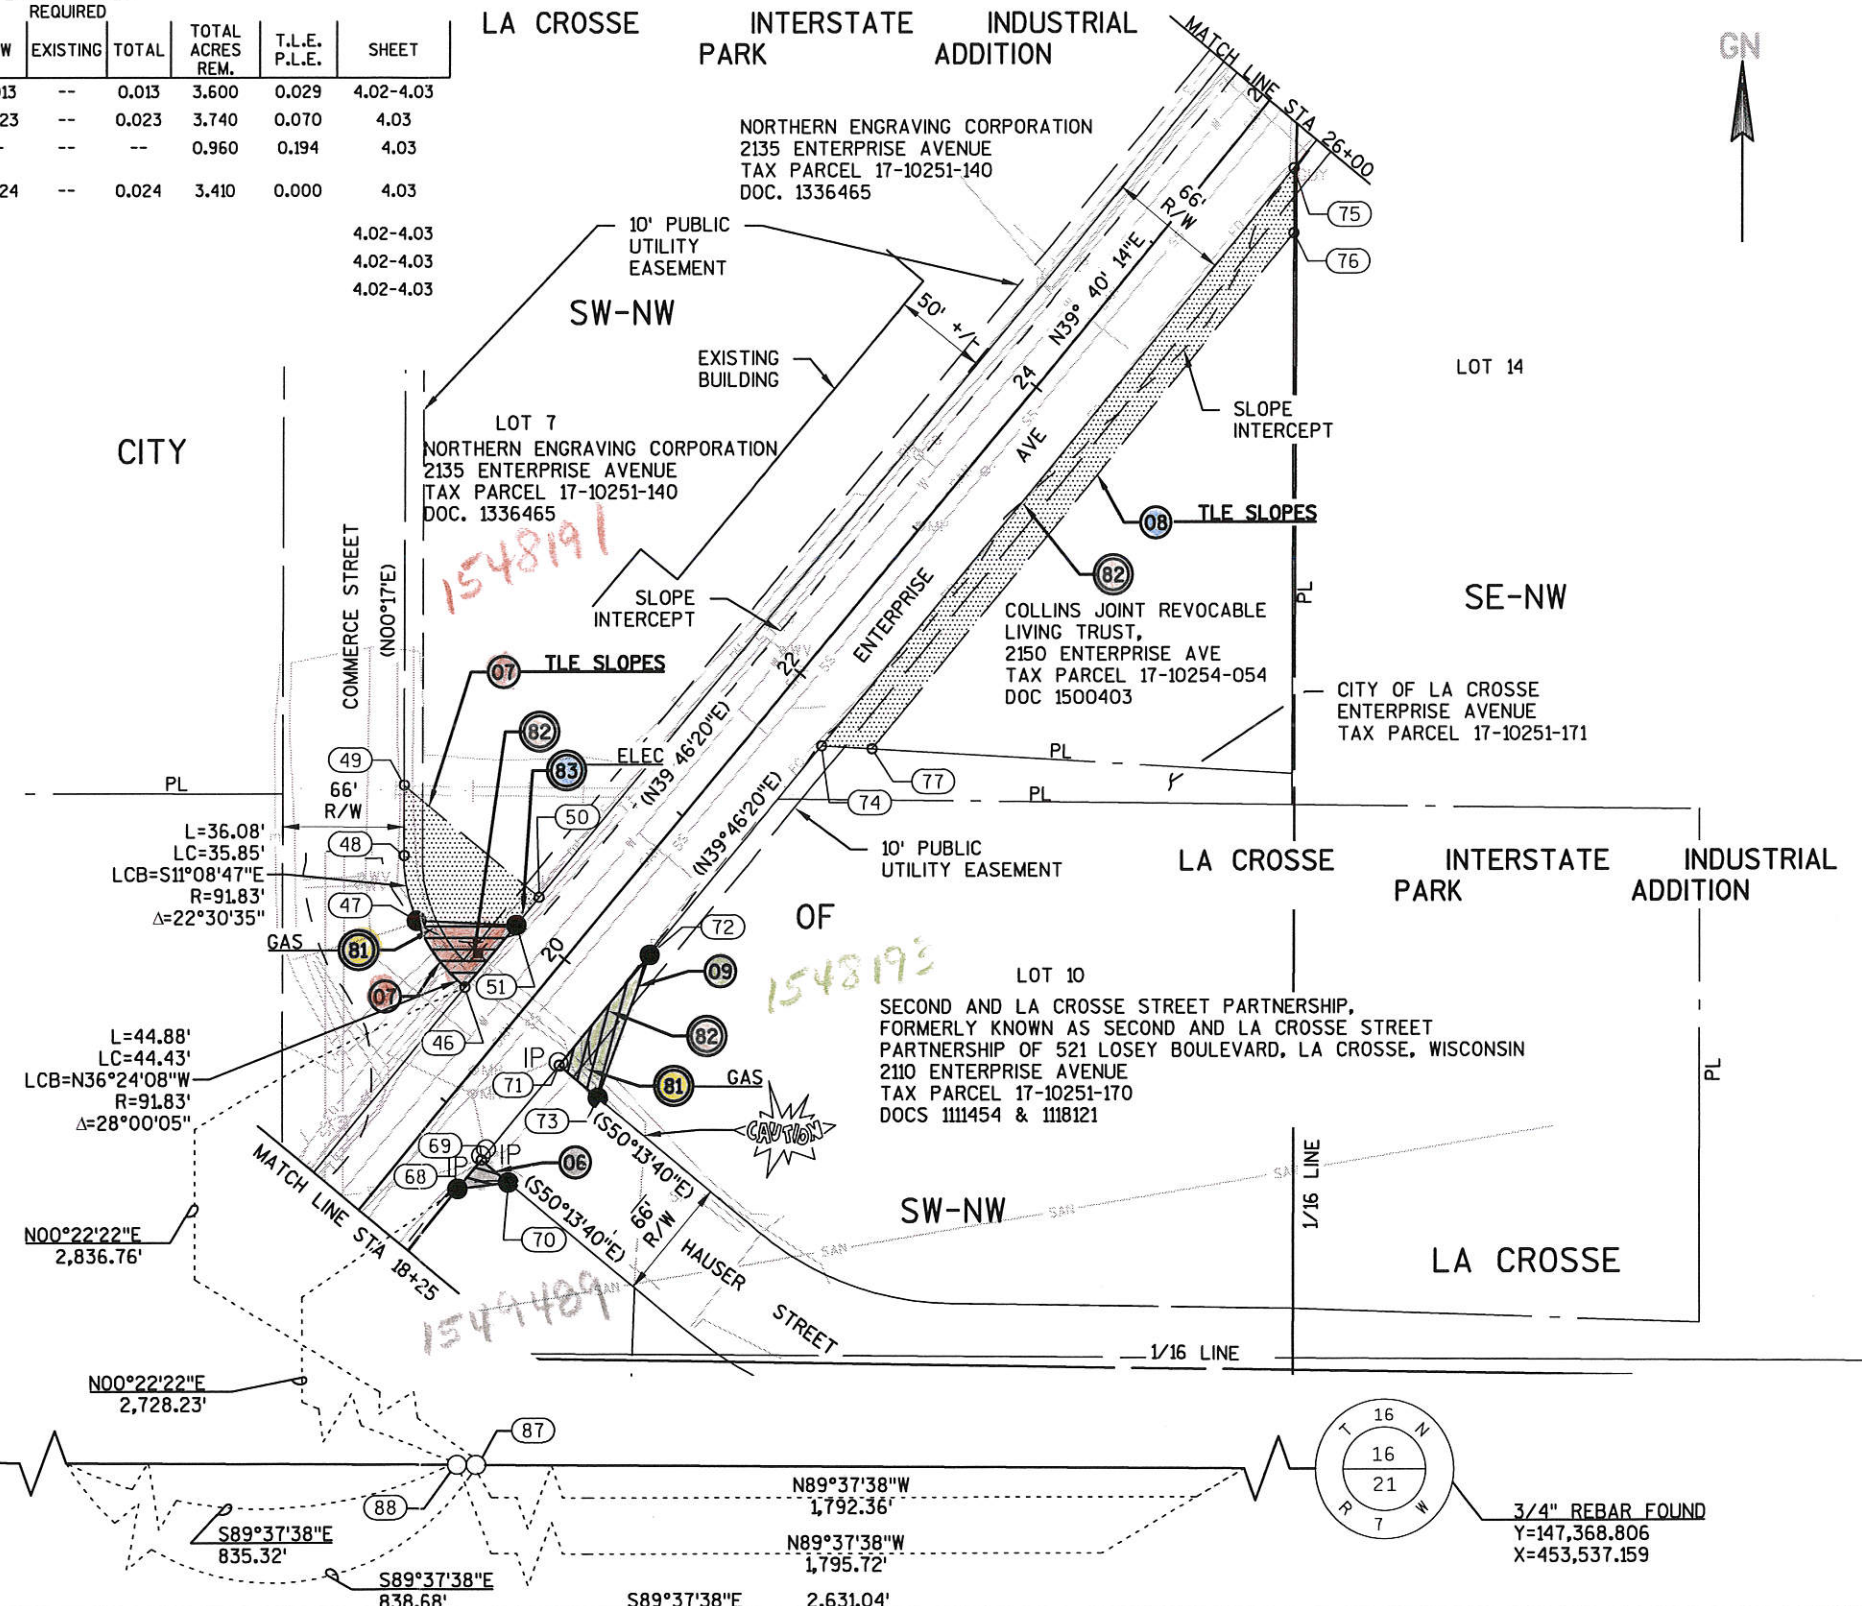 REQUIRED
W EXISTING TOTAL TOTAL ACRES REM. T.L.E. P.L.E. SHEET
13 -- 0.013 3.600 0.029 4.02-4.03
23 -- 0.023 3.740 0.070 4.03
- -- -- 0.960 0.194 4.03
24 -- 0.024 3.410 0.000 4.03
4.02-4.03
4.02-4.03
4.02-4.03
LA CROSSE INTERSTATE INDUSTRIAL
PARK ADDITION
GN
MATCH LINE STA 26+00
NORTHERN ENGRAVING CORPORATION
2135 ENTERPRISE AVENUE
TAX PARCEL 17-10251-140
DOC. 1336465
66'
R/W
75
76
10' PUBLIC
UTILITY
EASEMENT
SW-NW
50' +/-
N39° 40' 14"E
24
EXISTING
BUILDING
LOT 14
SLOPE
INTERCEPT
CITY
LOT 7
NORTHERN ENGRAVING CORPORATION
2135 ENTERPRISE AVENUE
TAX PARCEL 17-10251-140
DOC. 1336465
1548191
COMMERCE STREET
(N00°17'E)
ENTERPRISE AVE
08 TLE SLOPES
82
COLLINS JOINT REVOCABLE
LIVING TRUST,
2150 ENTERPRISE AVE
TAX PARCEL 17-10254-054
DOC 1500403
PL
SE-NW
SLOPE
INTERCEPT
22
07 TLE SLOPES
CITY OF LA CROSSE
ENTERPRISE AVENUE
TAX PARCEL 17-10251-171
82
83 ELEC
(N39 46'20"E)
(N39°46'20"E)
49
PL
66'
R/W
50
74
77
PL
PL
L=36.08'
LC=35.85'
LCB=S11°08'47"E
R=91.83'
Δ=22°30'35"
48
47
GAS 81
07
51
46
20
10' PUBLIC
UTILITY EASEMENT
LA CROSSE INTERSTATE INDUSTRIAL
PARK ADDITION
OF
72
09
82
81 GAS
1548193
LOT 10
SECOND AND LA CROSSE STREET PARTNERSHIP,
FORMERLY KNOWN AS SECOND AND LA CROSSE STREET
PARTNERSHIP OF 521 LOSEY BOULEVARD, LA CROSSE, WISCONSIN
2110 ENTERPRISE AVENUE
TAX PARCEL 17-10251-170
DOCS 1111454 & 1118121
PL
L=44.88'
LC=44.43'
LCB=N36°24'08"W
R=91.83'
Δ=28°00'05"
IP
71
73
CAUTION
69
IP
IP
68
06
70
(S50°13'40"E)
(S50°13'40"E)
66'
R/W
HAUSER STREET
SW-NW
SAN
SAN
SAN
SAN
1/16 LINE
LA CROSSE
MATCH LINE STA 18+25
N00°22'22"E
2,836.76'
1549489
1/16 LINE
N00°22'22"E
2,728.23'
87
88
N89°37'38"W
1,792.36'
N89°37'38"W
1,795.72'
S89°37'38"E
835.32'
S89°37'38"E
838.68'
S89°37'38"E 2,631.04'
T 16 N
16
21
R 7 W
3/4" REBAR FOUND
Y=147,368.806
X=453,537.159